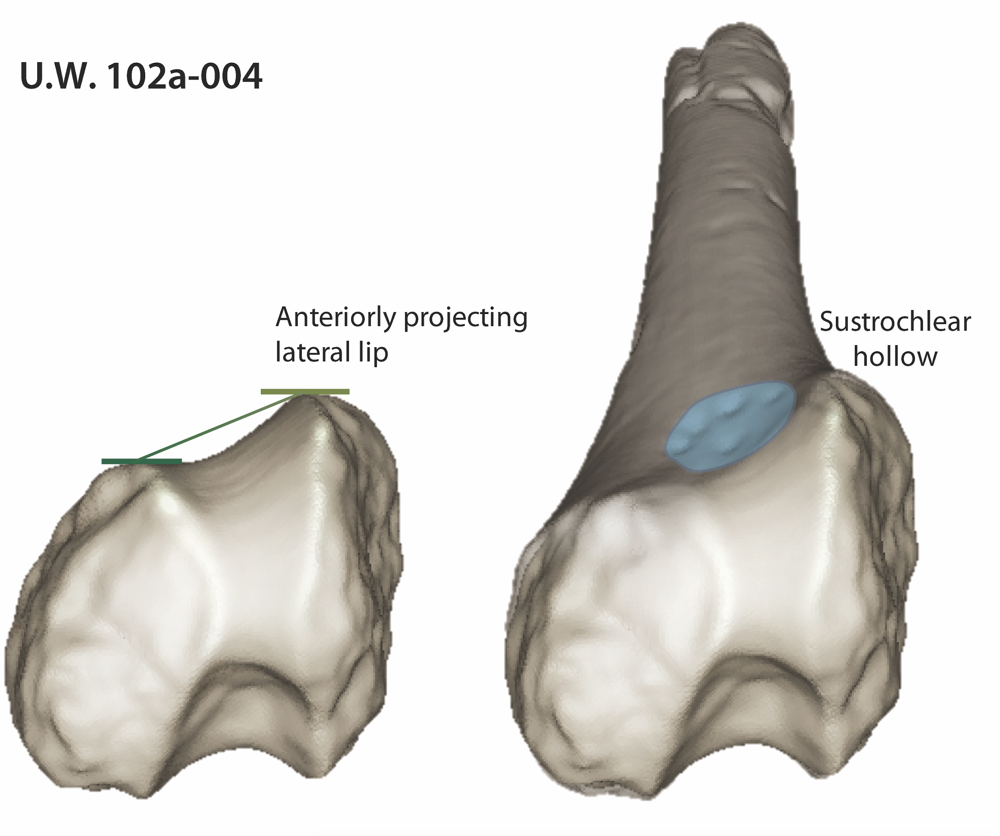 U.W. 102a-004
Anteriorly projecting
lateral lip
Sustrochlear
hollow